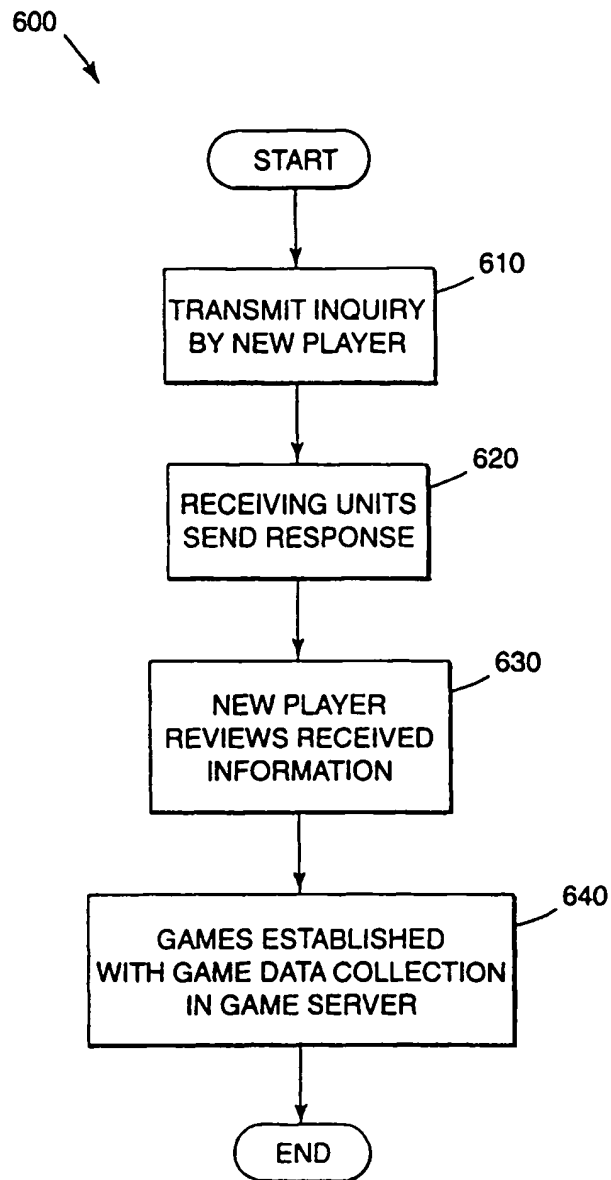 600
START
610
TRANSMIT INQUIRY
BY NEW PLAYER
620
RECEIVING UNITS
SEND RESPONSE
630
NEW PLAYER
REVIEWS RECEIVED
INFORMATION
640
GAMES ESTABLISHED
WITH GAME DATA COLLECTION
IN GAME SERVER
END